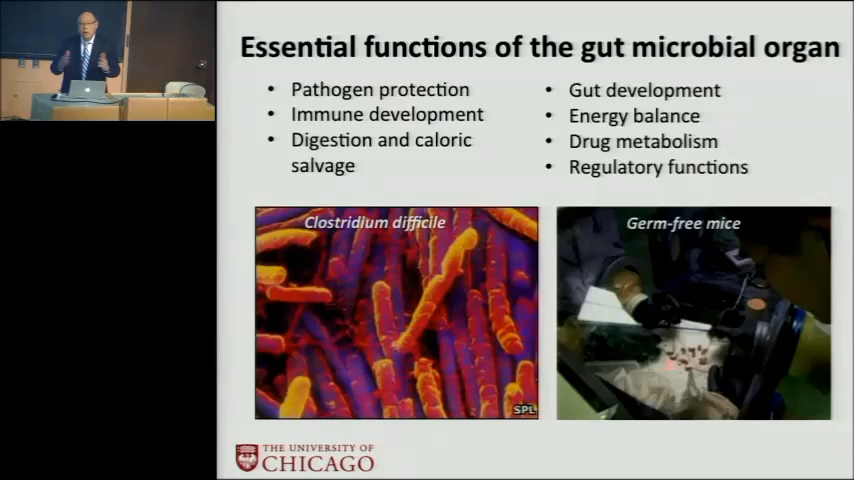 Essential functions of the gut microbial organ
• Pathogen protection
• Immune development
• Digestion and caloric
salvage
• Gut development
• Energy balance
• Drug metabolism
• Regulatory functions
Clostridium difficile
SPL
Germ-free mice
THE UNIVERSITY OF
CHICAGO